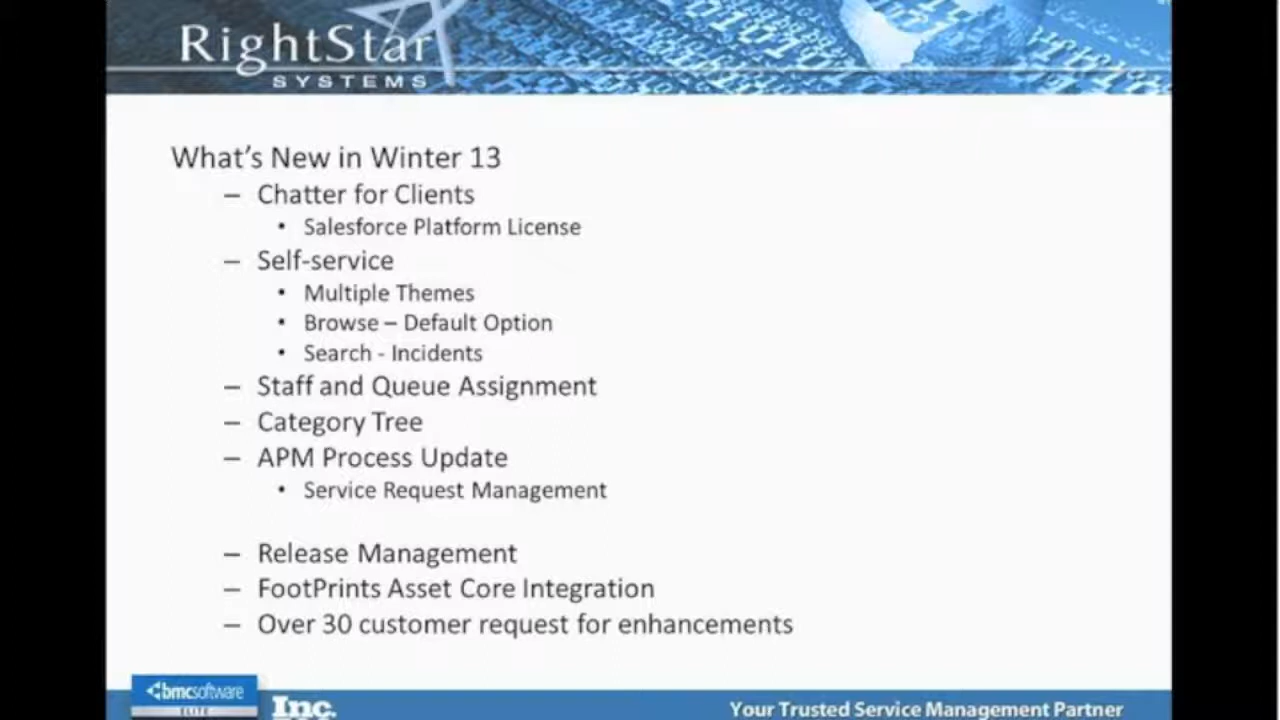 RightStar
SYSTEMS
What's New in Winter 13
– Chatter for Clients
• Salesforce Platform License
– Self-service
• Multiple Themes
• Browse – Default Option
• Search - Incidents
– Staff and Queue Assignment
– Category Tree
– APM Process Update
• Service Request Management
– Release Management
– FootPrints Asset Core Integration
– Over 30 customer request for enhancements
bmcsoftware
ELITE
Inc.
Your Trusted Service Management Partner